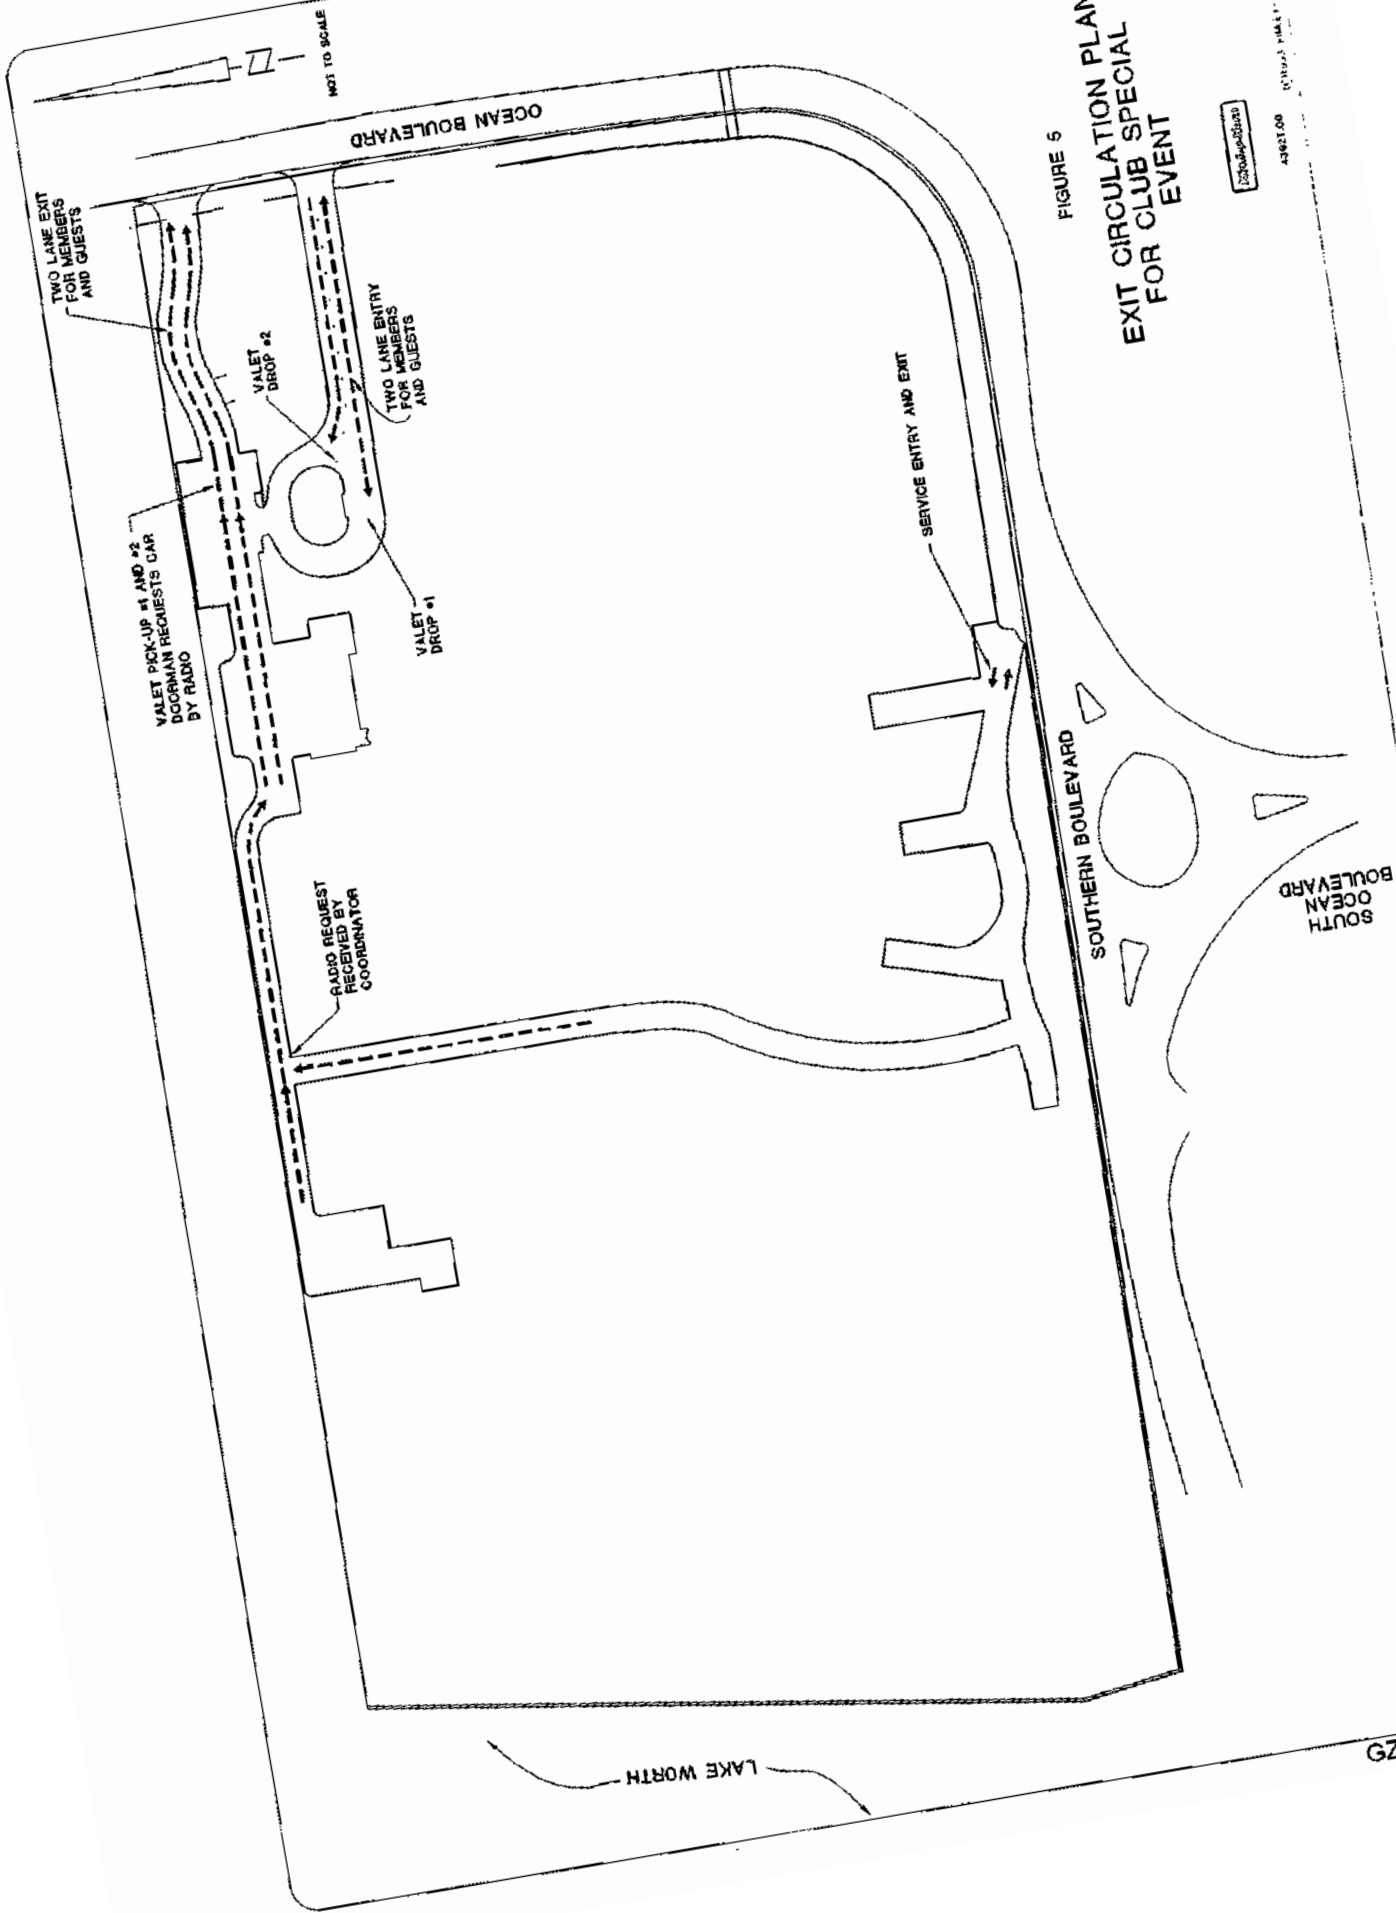 N
NOT TO SCALE
OCEAN BOULEVARD
TWO LANE EXIT
FOR MEMBERS
AND GUESTS
VALET
DROP #2
TWO LANE ENTRY
FOR MEMBERS
AND GUESTS
VALET PICK-UP #1 AND #2
DOORMAN REQUESTS CAR
BY RADIO
VALET
DROP #1
RADIO REQUEST
RECEIVED BY
COORDINATOR
SERVICE ENTRY AND EXIT
SOUTHERN BOULEVARD
SOUTH
OCEAN
BOULEVARD
LAKE WORTH
FIGURE 5
EXIT CIRCULATION PLAN
FOR CLUB SPECIAL
EVENT
GZ